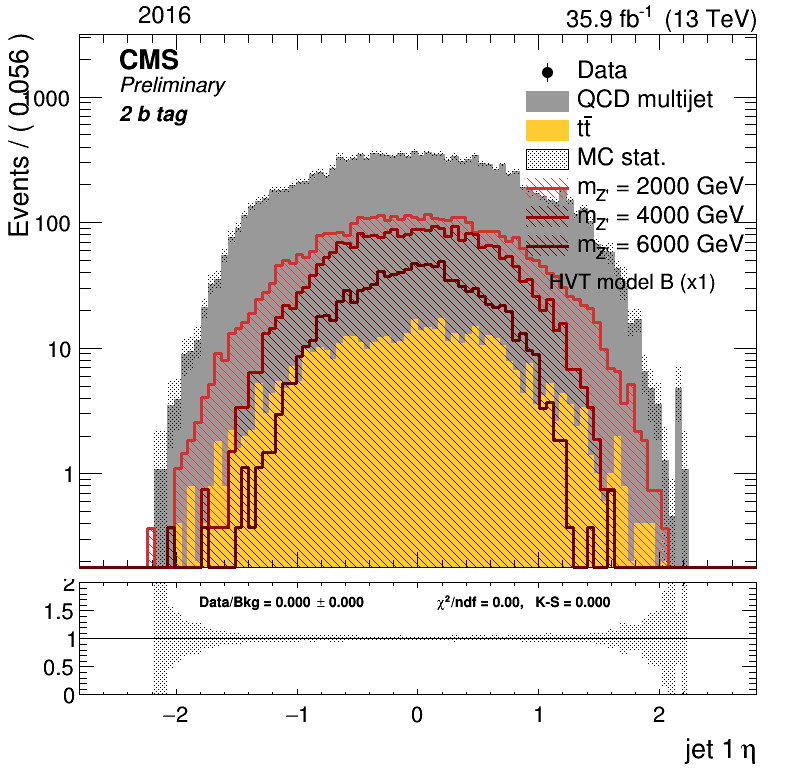 2016
35.9 fb⁻¹ (13 TeV)
CMS
Preliminary
2 b tag
Data
QCD multijet
tt̄
MC stat.
m_Z' = 2000 GeV
m_Z' = 4000 GeV
m_Z' = 6000 GeV
HVT model B (x1)
Events / ( 0.056 )
1000
100
10
1
Data/Bkg = 0.000 ± 0.000
χ²/ndf = 0.00, K-S = 0.000
2
1.5
1
0.5
0
−2
−1
0
1
2
jet 1 η